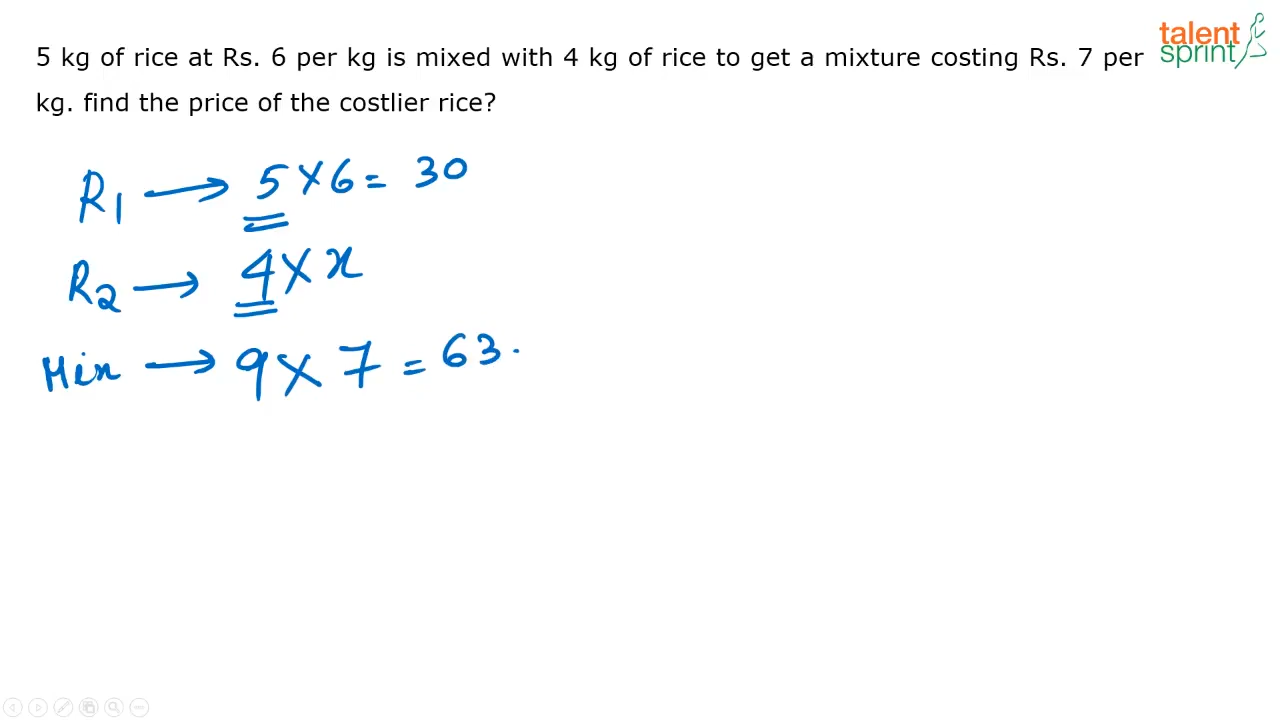 talent
sprint
5 kg of rice at Rs. 6 per kg is mixed with 4 kg of rice to get a mixture costing Rs. 7 per
kg. find the price of the costlier rice?
R1 → 5 × 6 = 30
R2 → 4 × x
Mix → 9 × 7 = 63.